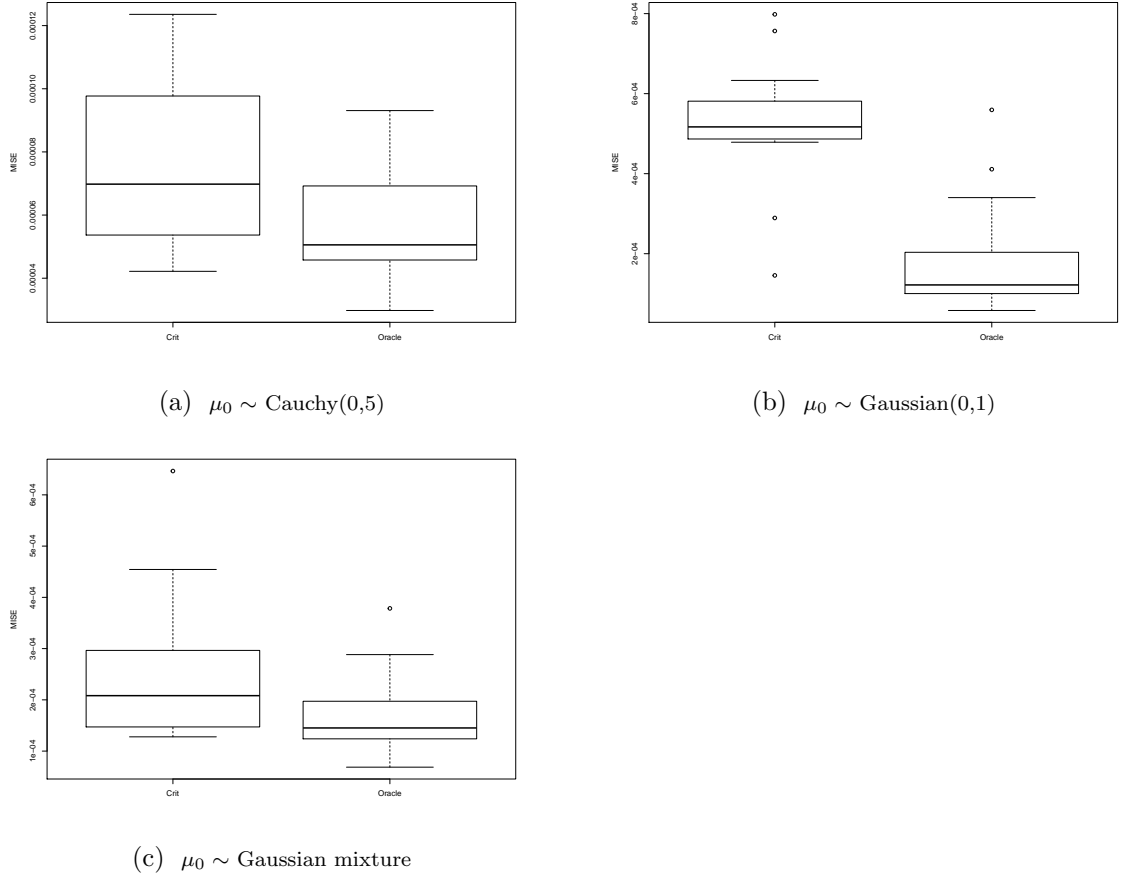 0.00012
0.00010
0.00008
0.00006
0.00004
MISE
Crit
Oracle
(a) μ₀ ∼ Cauchy(0,5)
8e−04
6e−04
4e−04
2e−04
MISE
Crit
Oracle
(b) μ₀ ∼ Gaussian(0,1)
6e−04
5e−04
4e−04
3e−04
2e−04
1e−04
MISE
Crit
Oracle
(c) μ₀ ∼ Gaussian mixture